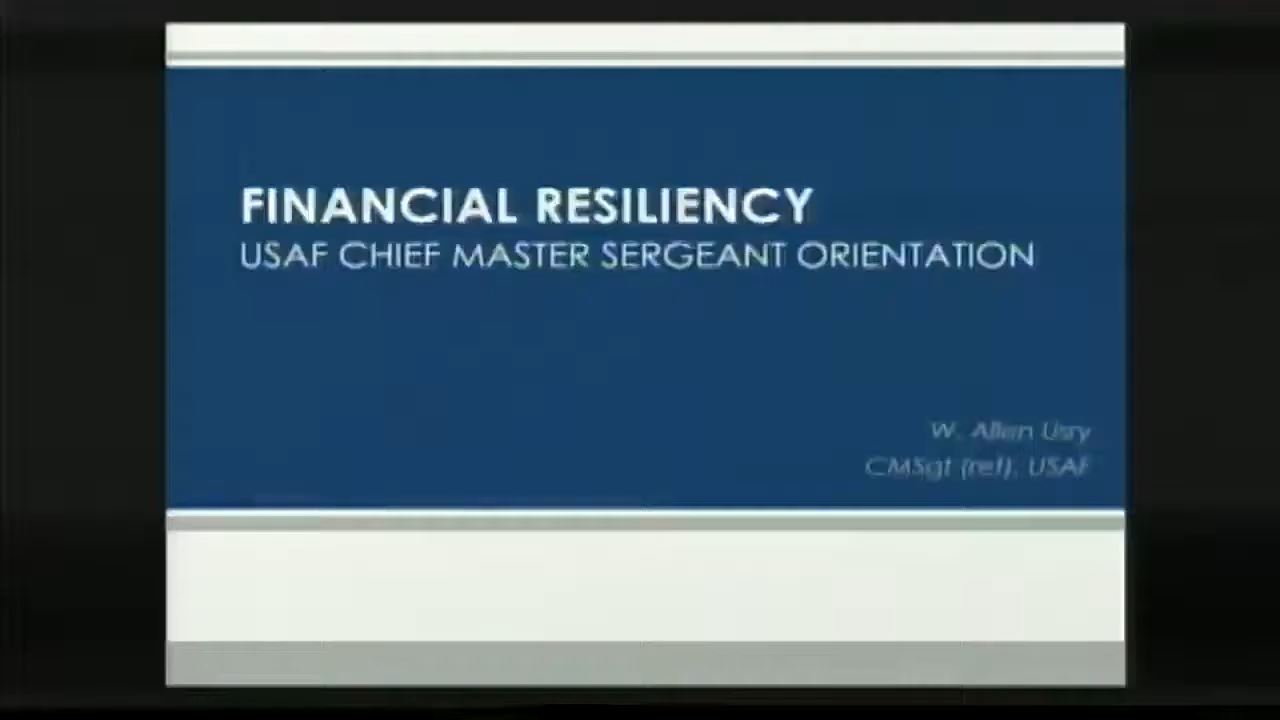 FINANCIAL RESILIENCY
USAF CHIEF MASTER SERGEANT ORIENTATION
W. Allen Usry
CMSgt (ret), USAF